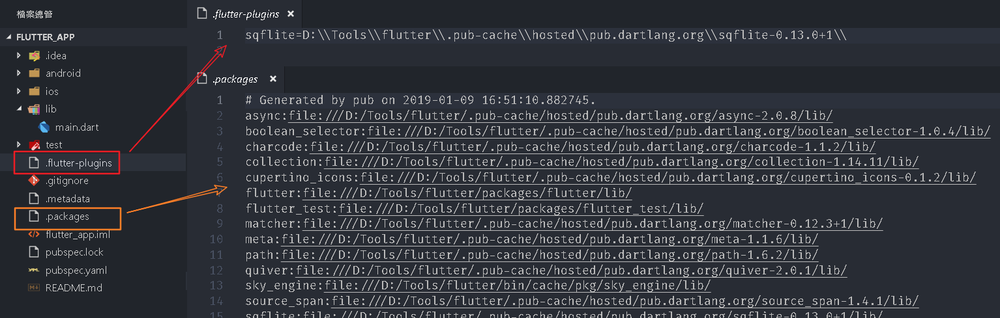 檔案總管
FLUTTER_APP
.idea
android
ios
lib
main.dart
test
.flutter-plugins
.gitignore
.metadata
.packages
flutter_app.iml
pubspec.lock
pubspec.yaml
README.md
.flutter-plugins
1 sqflite=D:\\Tools\\flutter\\.pub-cache\\hosted\\pub.dartlang.org\\sqflite-0.13.0+1\\
.packages
1 # Generated by pub on 2019-01-09 16:51:10.882745.
2 async:file:///D:/Tools/flutter/.pub-cache/hosted/pub.dartlang.org/async-2.0.8/lib/
3 boolean_selector:file:///D:/Tools/flutter/.pub-cache/hosted/pub.dartlang.org/boolean_selector-1.0.4/lib/
4 charcode:file:///D:/Tools/flutter/.pub-cache/hosted/pub.dartlang.org/charcode-1.1.2/lib/
5 collection:file:///D:/Tools/flutter/.pub-cache/hosted/pub.dartlang.org/collection-1.14.11/lib/
6 cupertino_icons:file:///D:/Tools/flutter/.pub-cache/hosted/pub.dartlang.org/cupertino_icons-0.1.2/lib/
7 flutter:file:///D:/Tools/flutter/packages/flutter/lib/
8 flutter_test:file:///D:/Tools/flutter/packages/flutter_test/lib/
9 matcher:file:///D:/Tools/flutter/.pub-cache/hosted/pub.dartlang.org/matcher-0.12.3+1/lib/
10 meta:file:///D:/Tools/flutter/.pub-cache/hosted/pub.dartlang.org/meta-1.1.6/lib/
11 path:file:///D:/Tools/flutter/.pub-cache/hosted/pub.dartlang.org/path-1.6.2/lib/
12 quiver:file:///D:/Tools/flutter/.pub-cache/hosted/pub.dartlang.org/quiver-2.0.1/lib/
13 sky_engine:file:///D:/Tools/flutter/bin/cache/pkg/sky_engine/lib/
14 source_span:file:///D:/Tools/flutter/.pub-cache/hosted/pub.dartlang.org/source_span-1.4.1/lib/
15 sqflite:file:///D:/Tools/flutter/.pub-cache/hosted/pub.dartlang.org/sqflite-0.13.0+1/lib/